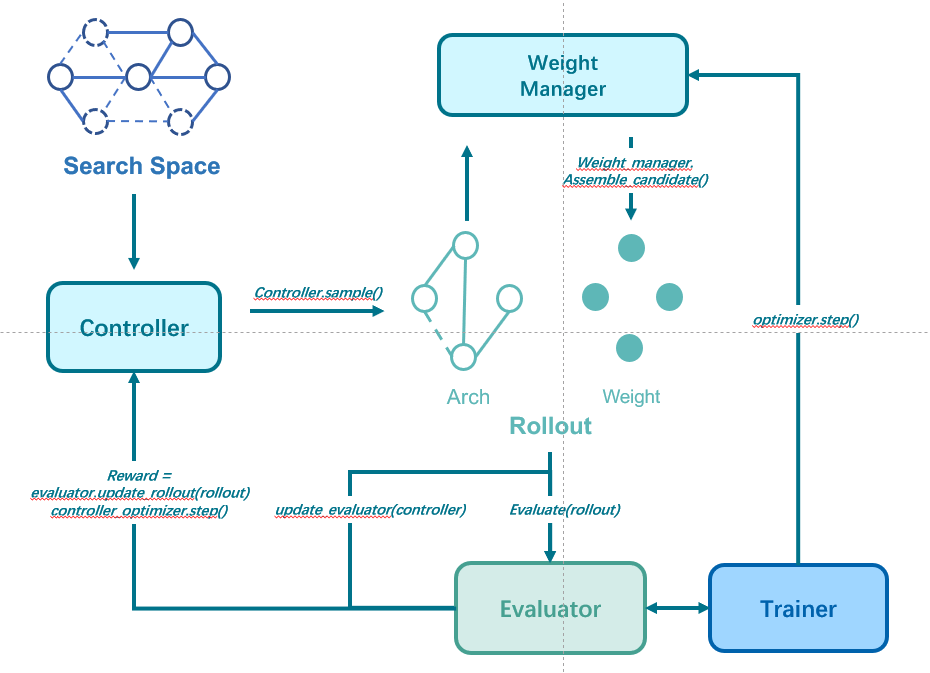 Weight
Manager
Search Space
Weight_manager.
Assemble_candidate()
Controller.sample()
Controller
optimizer.step()
Arch
Weight
Rollout
Reward =
evaluator.update_rollout(rollout)
controller_optimizer.step()
update_evaluator(controller)
Evaluate(rollout)
Evaluator
Trainer